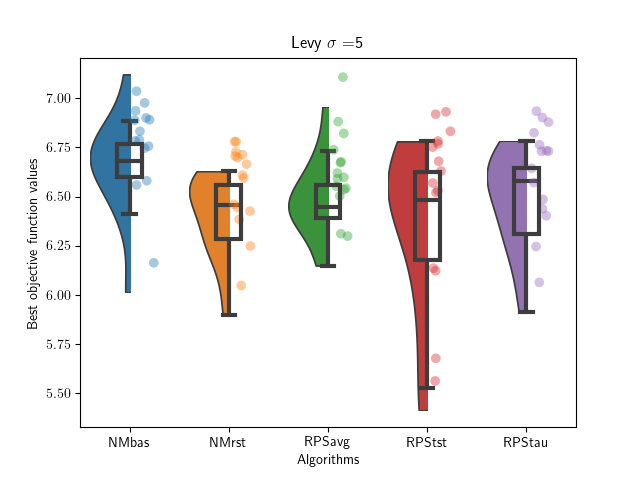 Levy σ =5
Best objective function values
7.00
6.75
6.50
6.25
6.00
5.75
5.50
NMbas NMrst RPSavg RPStst RPStau
Algorithms